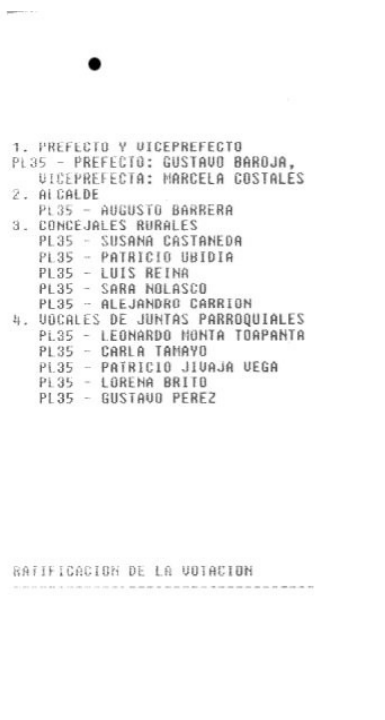 1. PREFECTO Y VICEPREFECTO
PL35 - PREFECTO: GUSTAVO BAROJA,
VICEPREFECTA: MARCELA COSTALES
2. ALCALDE
PL35 - AUGUSTO BARRERA
3. CONCEJALES RURALES
PL35 - SUSANA CASTANEDA
PL35 - PATRICIO UBIDIA
PL35 - LUIS REINA
PL35 - SARA NOLASCO
PL35 - ALEJANDRO CARRION
4. VOCALES DE JUNTAS PARROQUIALES
PL35 - LEONARDO MONTA TOAPANTA
PL35 - CARLA TAMAYO
PL35 - PATRICIO JIVAJA VEGA
PL35 - LORENA BRITO
PL35 - GUSTAVO PEREZ
RATIFICACION DE LA VOTACION